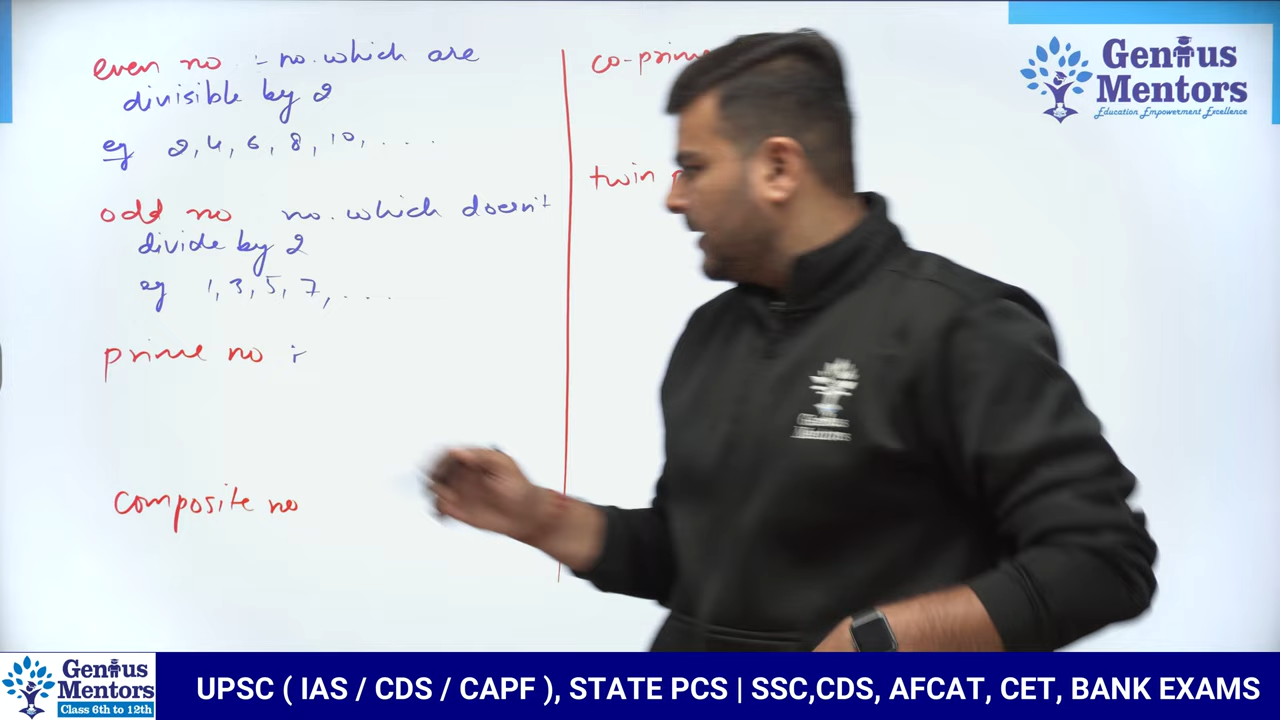 even no :- no. which are
divisible by 2
eg 2, 4, 6, 8, 10, . . .
odd no no. which doesn't
divide by 2
eg 1, 3, 5, 7, . . .
prime no :-
composite no
co-prime
twin
Genius
Mentors
Education Empowerment Excellence
Genius
Mentors
Genius
Mentors
Class 6th to 12th
UPSC ( IAS / CDS / CAPF ), STATE PCS | SSC,CDS, AFCAT, CET, BANK EXAMS